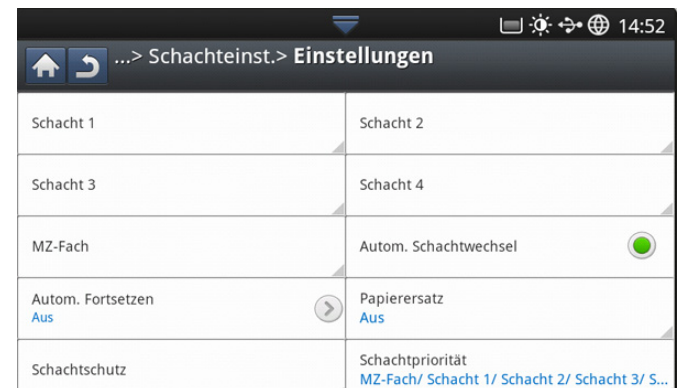 14:52
...> Schachteinst.> Einstellungen
Schacht 1
Schacht 2
Schacht 3
Schacht 4
MZ-Fach
Autom. Schachtwechsel
Autom. Fortsetzen
Aus
Papierersatz
Aus
Schachtschutz
Schachtpriorität
MZ-Fach/ Schacht 1/ Schacht 2/ Schacht 3/ S...